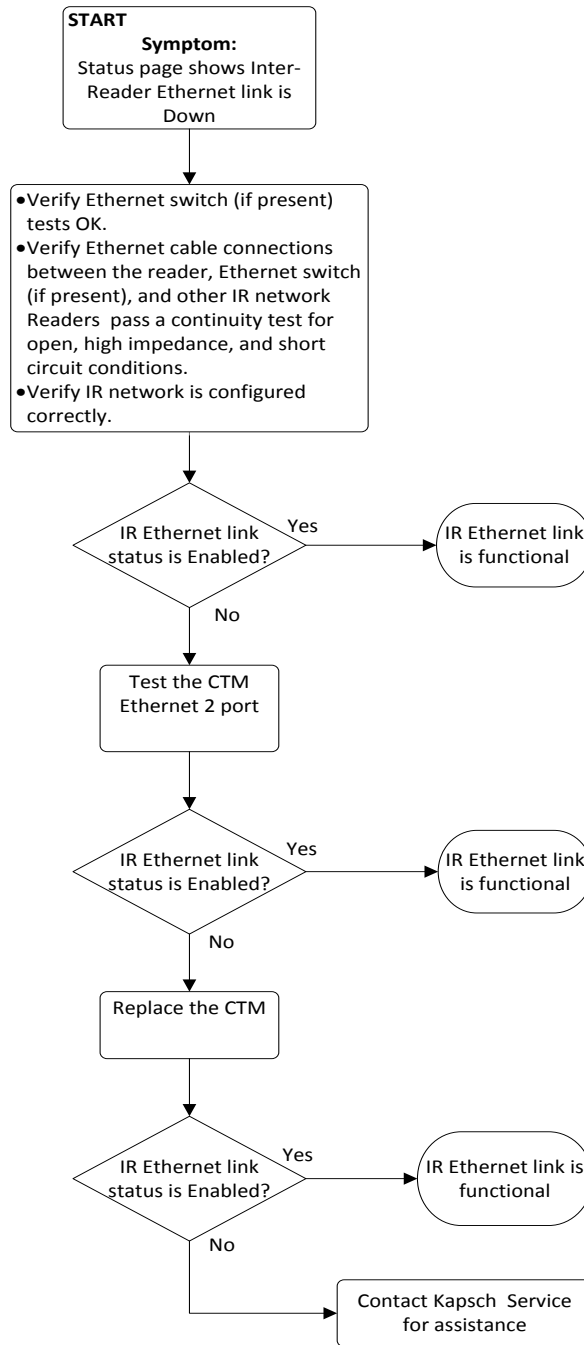 START
Symptom:
Status page shows Inter-
Reader Ethernet link is
Down
•Verify Ethernet switch (if present)
tests OK.
•Verify Ethernet cable connections
between the reader, Ethernet switch
(if present), and other IR network
Readers pass a continuity test for
open, high impedance, and short
circuit conditions.
•Verify IR network is configured
correctly.
IR Ethernet link
status is Enabled?
Yes
IR Ethernet link
is functional
No
Test the CTM
Ethernet 2 port
IR Ethernet link
status is Enabled?
Yes
IR Ethernet link
is functional
No
Replace the CTM
IR Ethernet link
status is Enabled?
Yes
IR Ethernet link is
functional
No
Contact Kapsch Service
for assistance